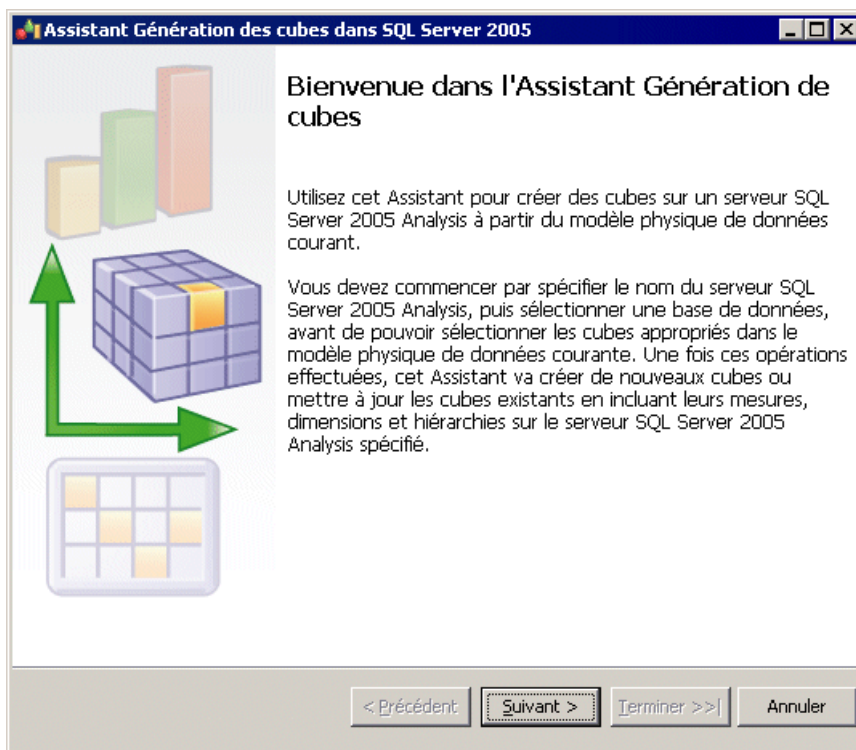 Assistant Génération des cubes dans SQL Server 2005
Bienvenue dans l'Assistant Génération de
cubes
Utilisez cet Assistant pour créer des cubes sur un serveur SQL
Server 2005 Analysis à partir du modèle physique de données
courant.
Vous devez commencer par spécifier le nom du serveur SQL
Server 2005 Analysis, puis sélectionner une base de données,
avant de pouvoir sélectionner les cubes appropriés dans le
modèle physique de données courante. Une fois ces opérations
effectuées, cet Assistant va créer de nouveaux cubes ou
mettre à jour les cubes existants en incluant leurs mesures,
dimensions et hiérarchies sur le serveur SQL Server 2005
Analysis spécifié.
< Précédent Suivant > Terminer >>| Annuler